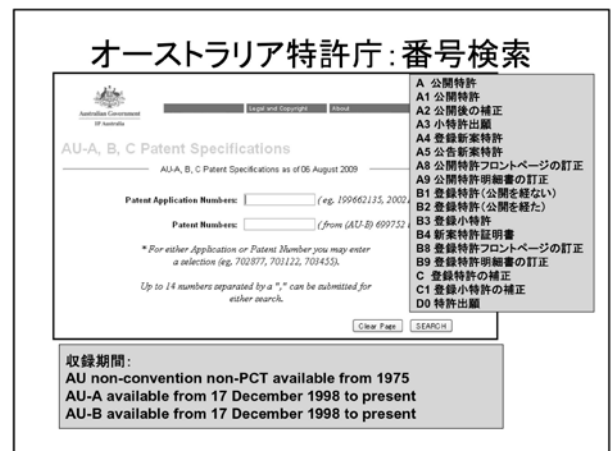 オーストラリア特許庁:番号検索
Australian Government
IP Australia
Legal and Copyright
About
AU-A, B, C Patent Specifications
AU-A, B, C Patent Specifications as of 06 August 2009
Patent Application Numbers:
( eg, 199662135, 2002
Patent Numbers:
( from (AU-B) 699752
* For either Application or Patent Number you may enter
a selection (eg, 702877, 701122, 703455).
Up to 14 numbers separated by a "," can be submitted for
either search.
Clear Page
SEARCH
A 公開特許
A1 公開特許
A2 公開後の補正
A3 小特許出願
A4 登録新案特許
A5 公告新案特許
A8 公開特許フロントページの訂正
A9 公開特許明細書の訂正
B1 登録特許(公開を経ない)
B2 登録特許(公開を経た)
B3 登録小特許
B4 新案特許証明書
B8 登録特許フロントページの訂正
B9 登録特許明細書の訂正
C 登録特許の補正
C1 登録小特許の補正
D0 特許出願
収録期間:
AU non-convention non-PCT available from 1975
AU-A available from 17 December 1998 to present
AU-B available from 17 December 1998 to present